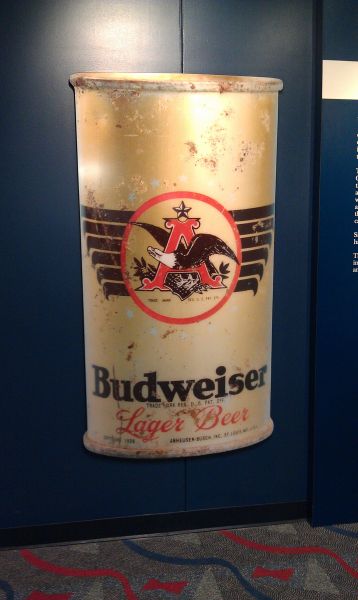 A
TRADE MARK REG. U.S. PAT. OFF.
Budweiser
TRADE MARK REG. U.S. PAT. OFF.
Lager Beer
ANHEUSER-BUSCH, INC. ST. LOUIS, MO.